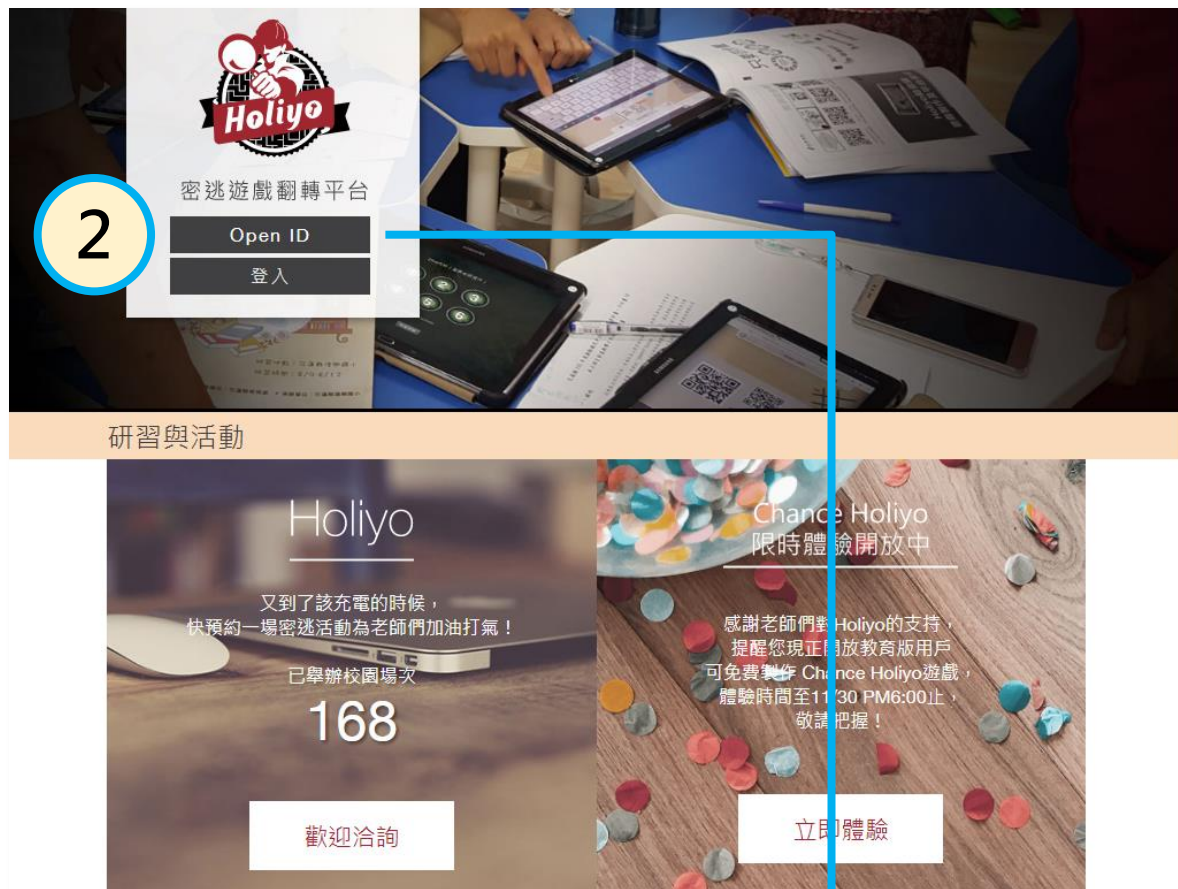 Holiyo
密逃遊戲翻轉平台
2
Open ID
登入
研習與活動
Holiyo
又到了該充電的時候，
快預約一場密逃活動為老師們加油打氣！
已舉辦校園場次
168
歡迎洽詢
Chance Holiyo
限時體驗開放中
感謝老師們對Holiyo的支持，
提醒您現正開放教育版用戶
可免費製作 Chance Holiyo遊戲，
體驗時間至11/30 PM6:00止，
敬請把握！
立即體驗